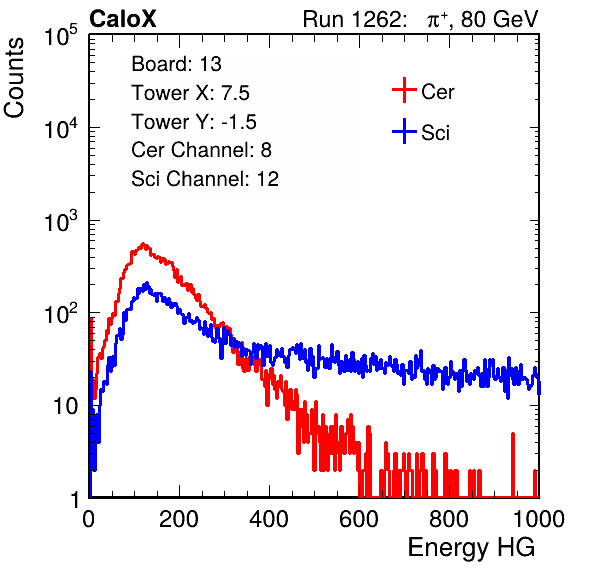 CaloX Run 1262: π⁺, 80 GeV
Counts
10⁵
10⁴
10³
10²
10
1
Board: 13
Tower X: 7.5
Tower Y: -1.5
Cer Channel: 8
Sci Channel: 12
Cer
Sci
0 200 400 600 800 1000
Energy HG